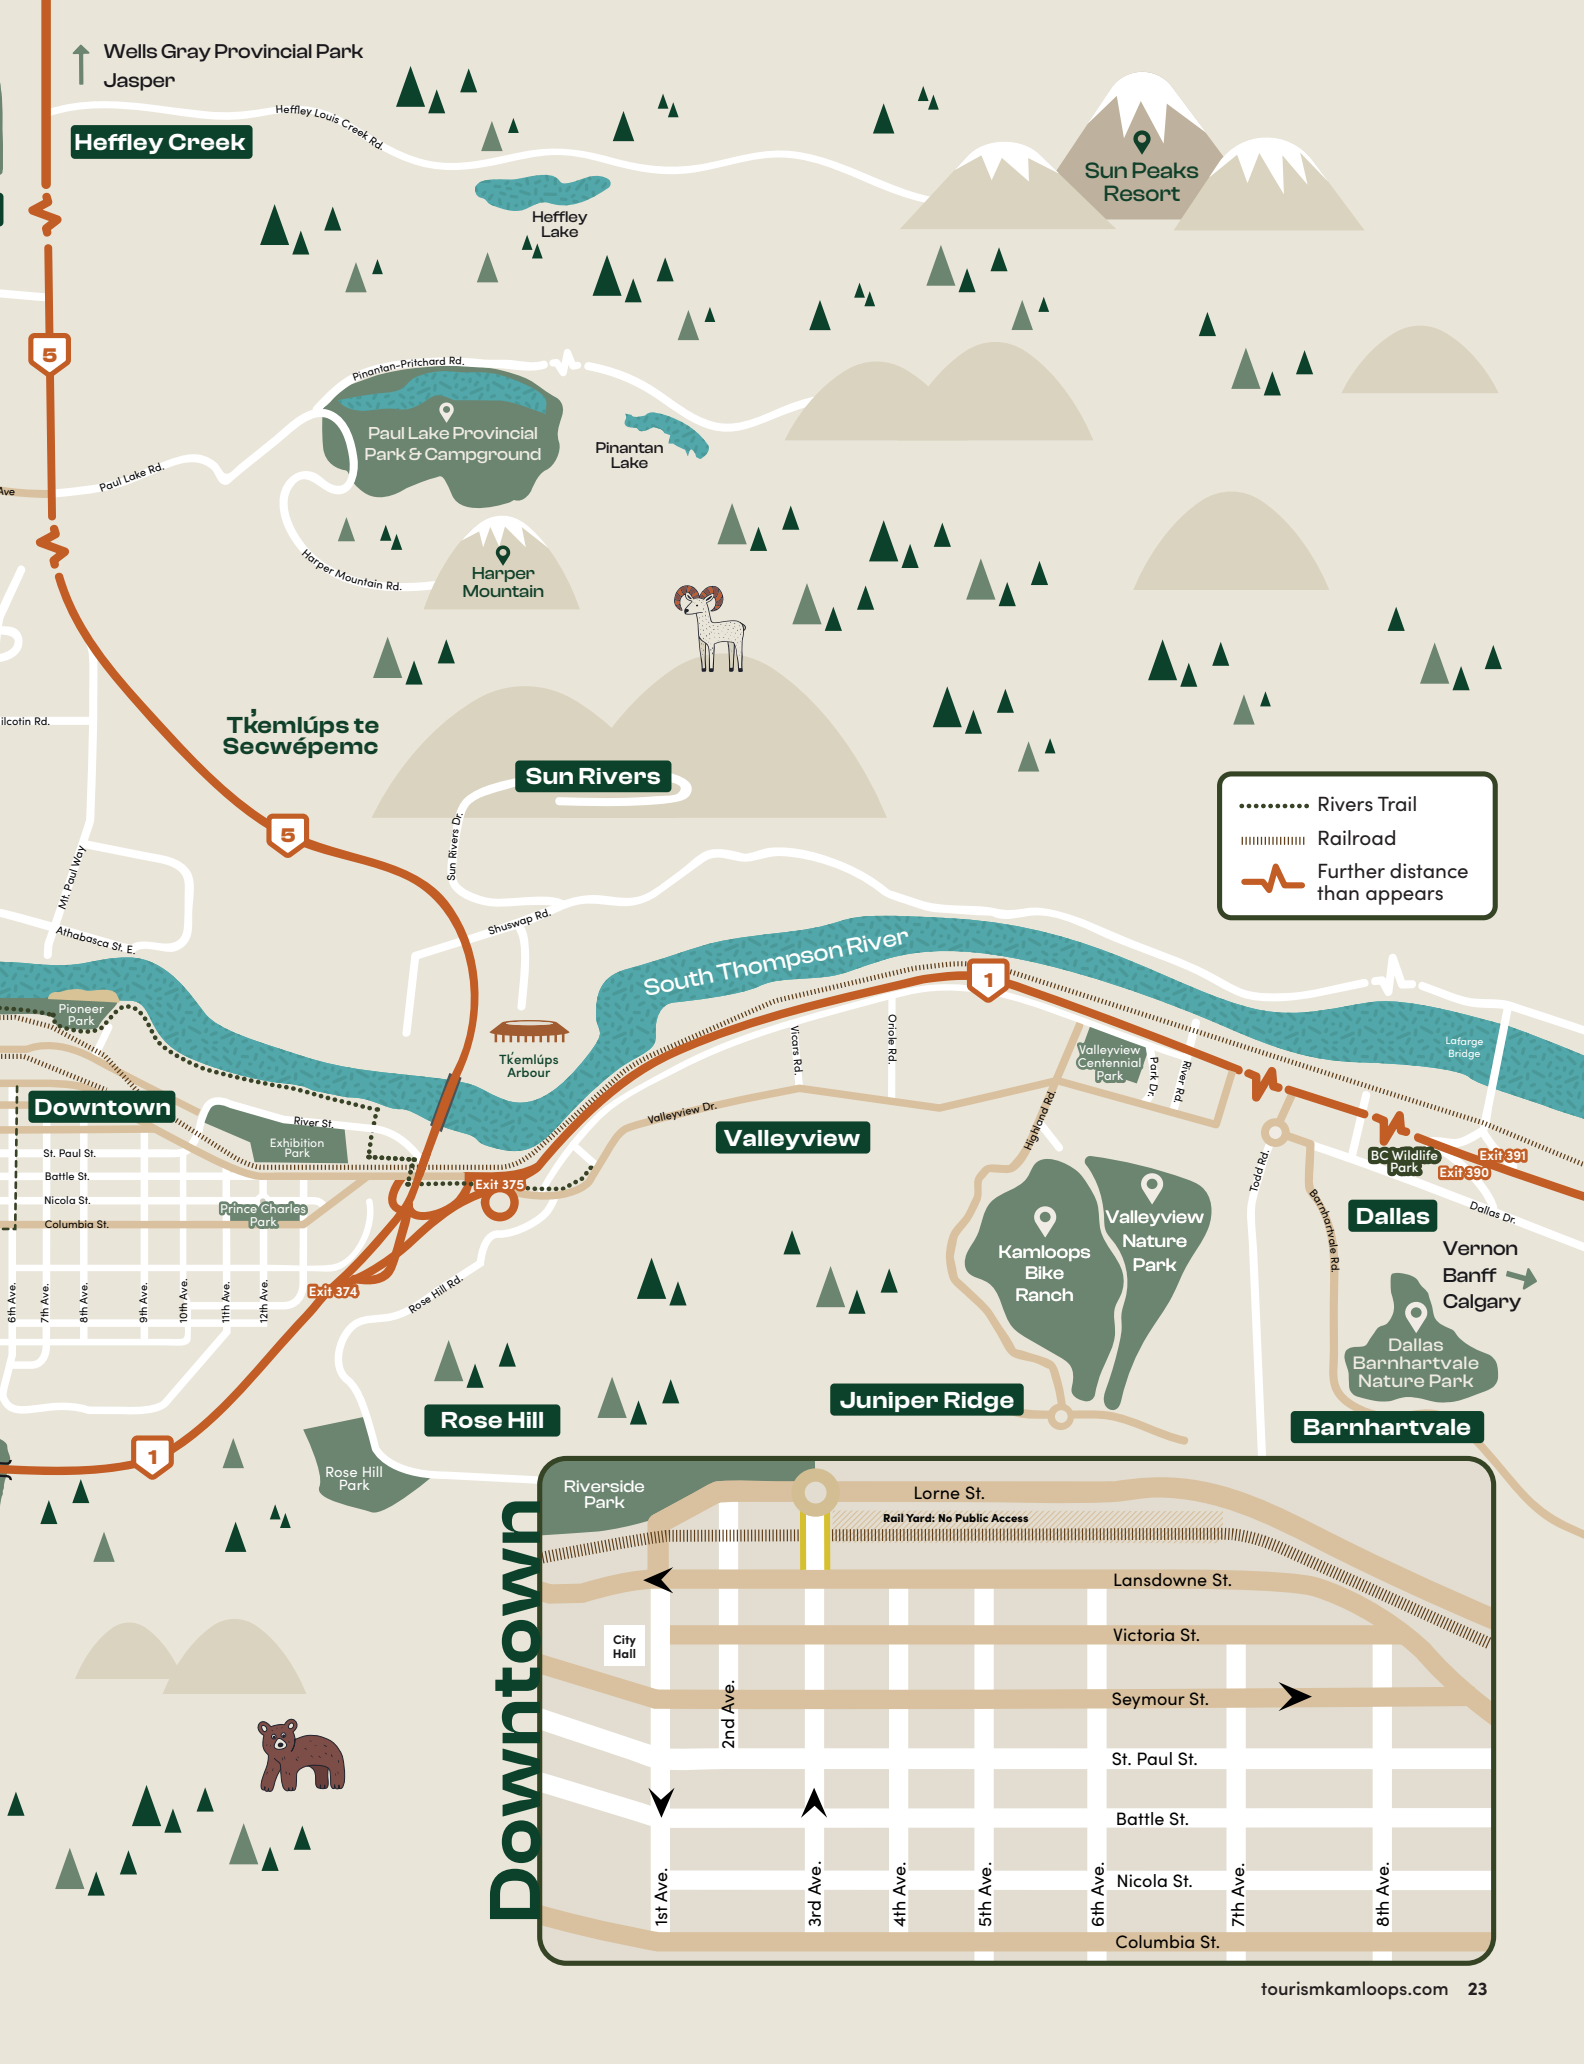 Wells Gray Provincial Park
Jasper
Heffley Creek
Heffley Louis Creek Rd.
Sun Peaks
Resort
Heffley
Lake
5
Pinantan-Pritchard Rd.
Paul Lake Provincial
Park & Campground
Pinantan
Lake
Ave
Paul Lake Rd.
Harper Mountain Rd.
Harper
Mountain
ilcotin Rd.
Tk̓emlúps te
Secwépemc
Sun Rivers
Sun Rivers Dr.
5
Rivers Trail
Railroad
Further distance
than appears
Mt. Paul Way
Athabasca St. E.
Shuswap Rd.
South Thompson River
1
Pioneer
Park
Tk̓emlúps
Arbour
Vicars Rd.
Oriole Rd.
Valleyview
Centennial
Park
Park Dr.
River Rd.
Lafarge
Bridge
Downtown
River St.
Exhibition
Park
Valleyview Dr.
Valleyview
Highland Rd.
St. Paul St.
Battle St.
Nicola St.
Columbia St.
Prince Charles
Park
Exit 375
Exit 374
BC Wildlife
Park
Exit 391
Exit 390
Todd Rd.
Barnhartvale Rd.
Dallas
Dallas Dr.
Vernon
Banff
Calgary
Kamloops
Bike
Ranch
Valleyview
Nature
Park
6th Ave.
7th Ave.
8th Ave.
9th Ave.
10th Ave.
11th Ave.
12th Ave.
Rose Hill Rd.
Dallas
Barnhartvale
Nature Park
Juniper Ridge
Rose Hill
Barnhartvale
1
Rose Hill
Park
Downtown
Riverside
Park
Lorne St.
Rail Yard: No Public Access
Lansdowne St.
City
Hall
Victoria St.
Seymour St.
2nd Ave.
St. Paul St.
Battle St.
Nicola St.
1st Ave.
3rd Ave.
4th Ave.
5th Ave.
6th Ave.
7th Ave.
8th Ave.
Columbia St.
tourismkamloops.com 23